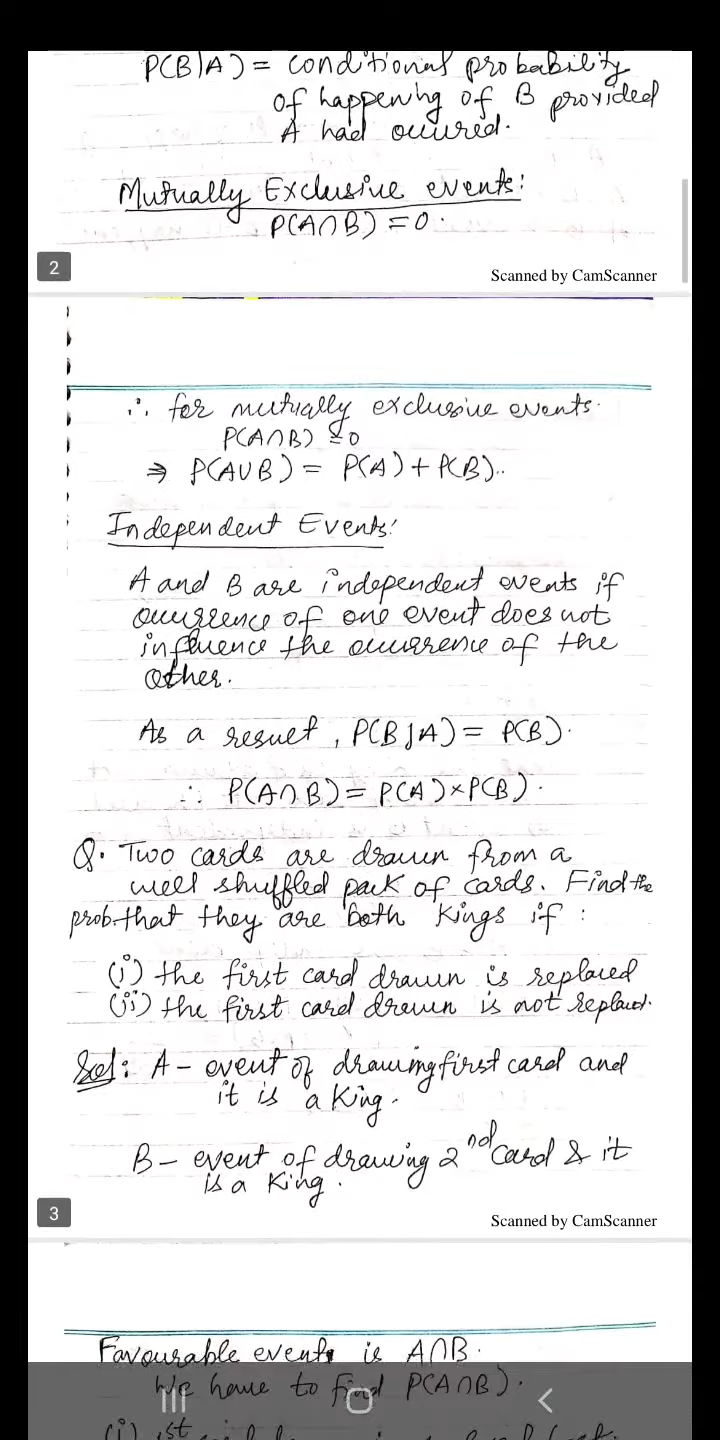 P(B|A) = conditional probability
of happening of B provided
A had occured.
Mutually Exclusive events:
P(A∩B) = 0.
2
Scanned by CamScanner
∴ for mutually exclusive events.
P(A∩B) = 0
⇒ P(A∪B) = P(A) + P(B)..
Independent Events:
A and B are independent events if
occurrence of one event does not
influence the occurrence of the
other.
As a result, P(B|A) = P(B).
∴ P(A∩B) = P(A) × P(B).
Q. Two cards are drawn from a
well shuffled pack of cards. Find the
prob. that they are both Kings if :
(i) the first card drawn is replaced
(ii) the first card drawn is not replaced.
Sol: A - event of drawing first card and
it is a King.
B - event of drawing 2nd card & it
is a King.
3
Scanned by CamScanner
Favourable events is A∩B.
We have to find P(A∩B).
(i) 1st